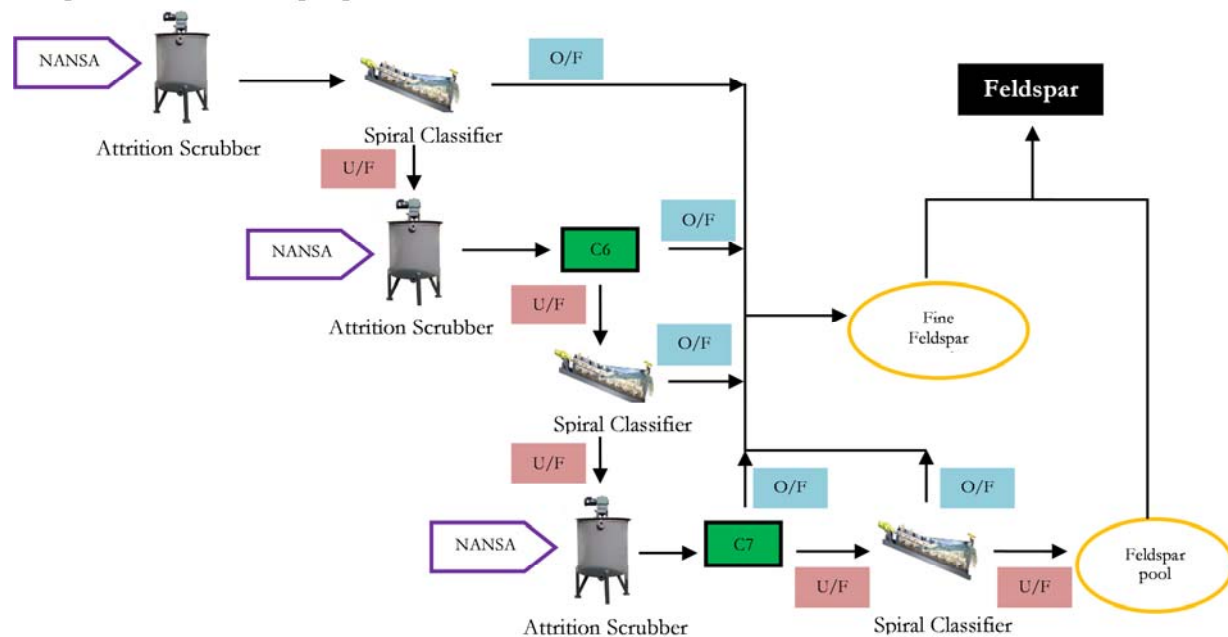 NANSA
Attrition Scrubber
Spiral Classifier
O/F
Feldspar
U/F
NANSA
Attrition Scrubber
C6
O/F
U/F
Fine
Feldspar
O/F
Spiral Classifier
U/F
O/F
O/F
NANSA
Attrition Scrubber
C7
U/F
Spiral Classifier
U/F
Feldspar
pool